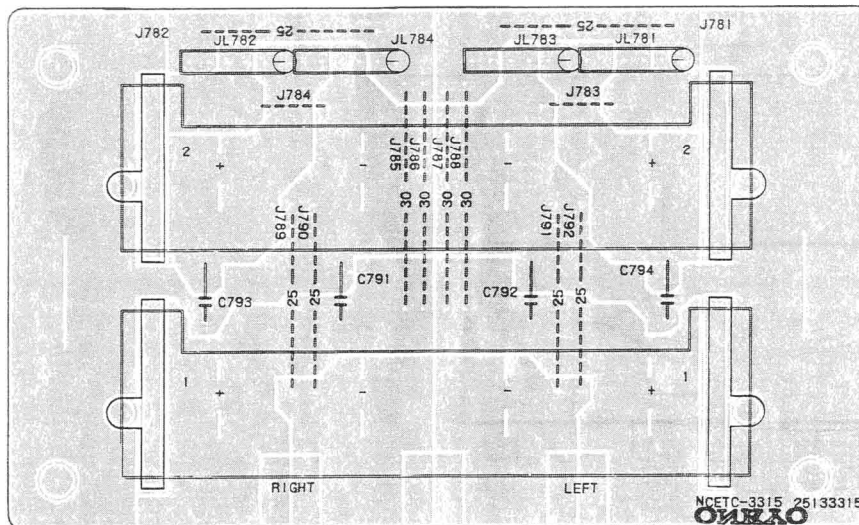 25
25
J782
JL782
JL784
JL783
JL781
J781
J784
J783
2
+
-
J785
J786
J787
J788
-
+
2
30
30
30
30
J789
J790
J791
J792
C793
25
25
C791
C792
25
25
C794
1
+
-
-
+
1
RIGHT
LEFT
NCETC-3315 25133315
ONKYO